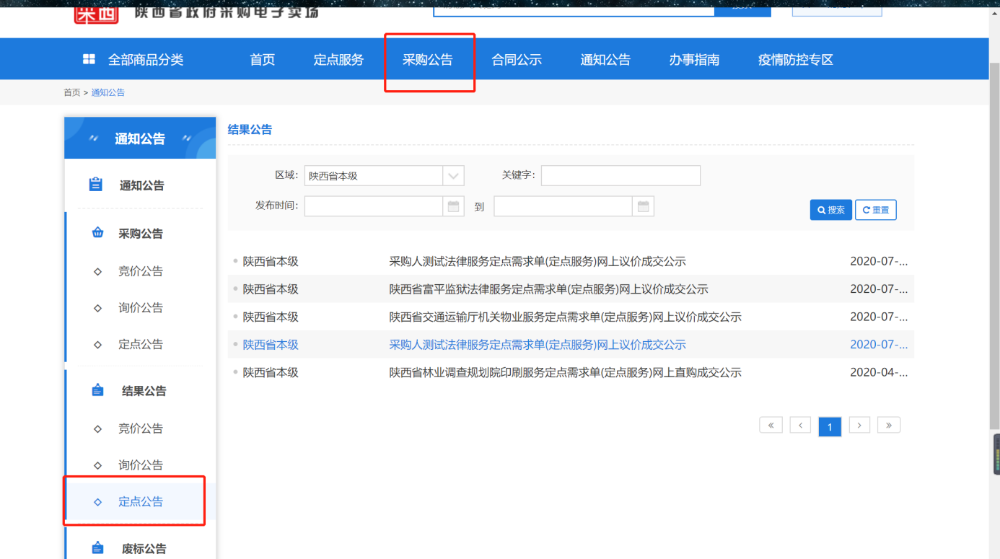 采西 陕西省政府采购电子卖场
全部商品分类 首页 定点服务 采购公告 合同公示 通知公告 办事指南 疫情防控专区
首页 > 通知公告
通知公告
通知公告
采购公告
竞价公告
询价公告
定点公告
结果公告
竞价公告
询价公告
定点公告
废标公告
结果公告
区域: 陕西省本级 关键字:
发布时间: 到
搜索 重置
陕西省本级 采购人测试法律服务定点需求单(定点服务)网上议价成交公示 2020-07-...
陕西省本级 陕西省富平监狱法律服务定点需求单(定点服务)网上议价成交公示 2020-07-...
陕西省本级 陕西省交通运输厅机关物业服务定点需求单(定点服务)网上议价成交公示 2020-07-...
陕西省本级 采购人测试法律服务定点需求单(定点服务)网上议价成交公示 2020-07-...
陕西省本级 陕西省林业调查规划院印刷服务定点需求单(定点服务)网上直购成交公示 2020-04-...
« ‹ 1 › »